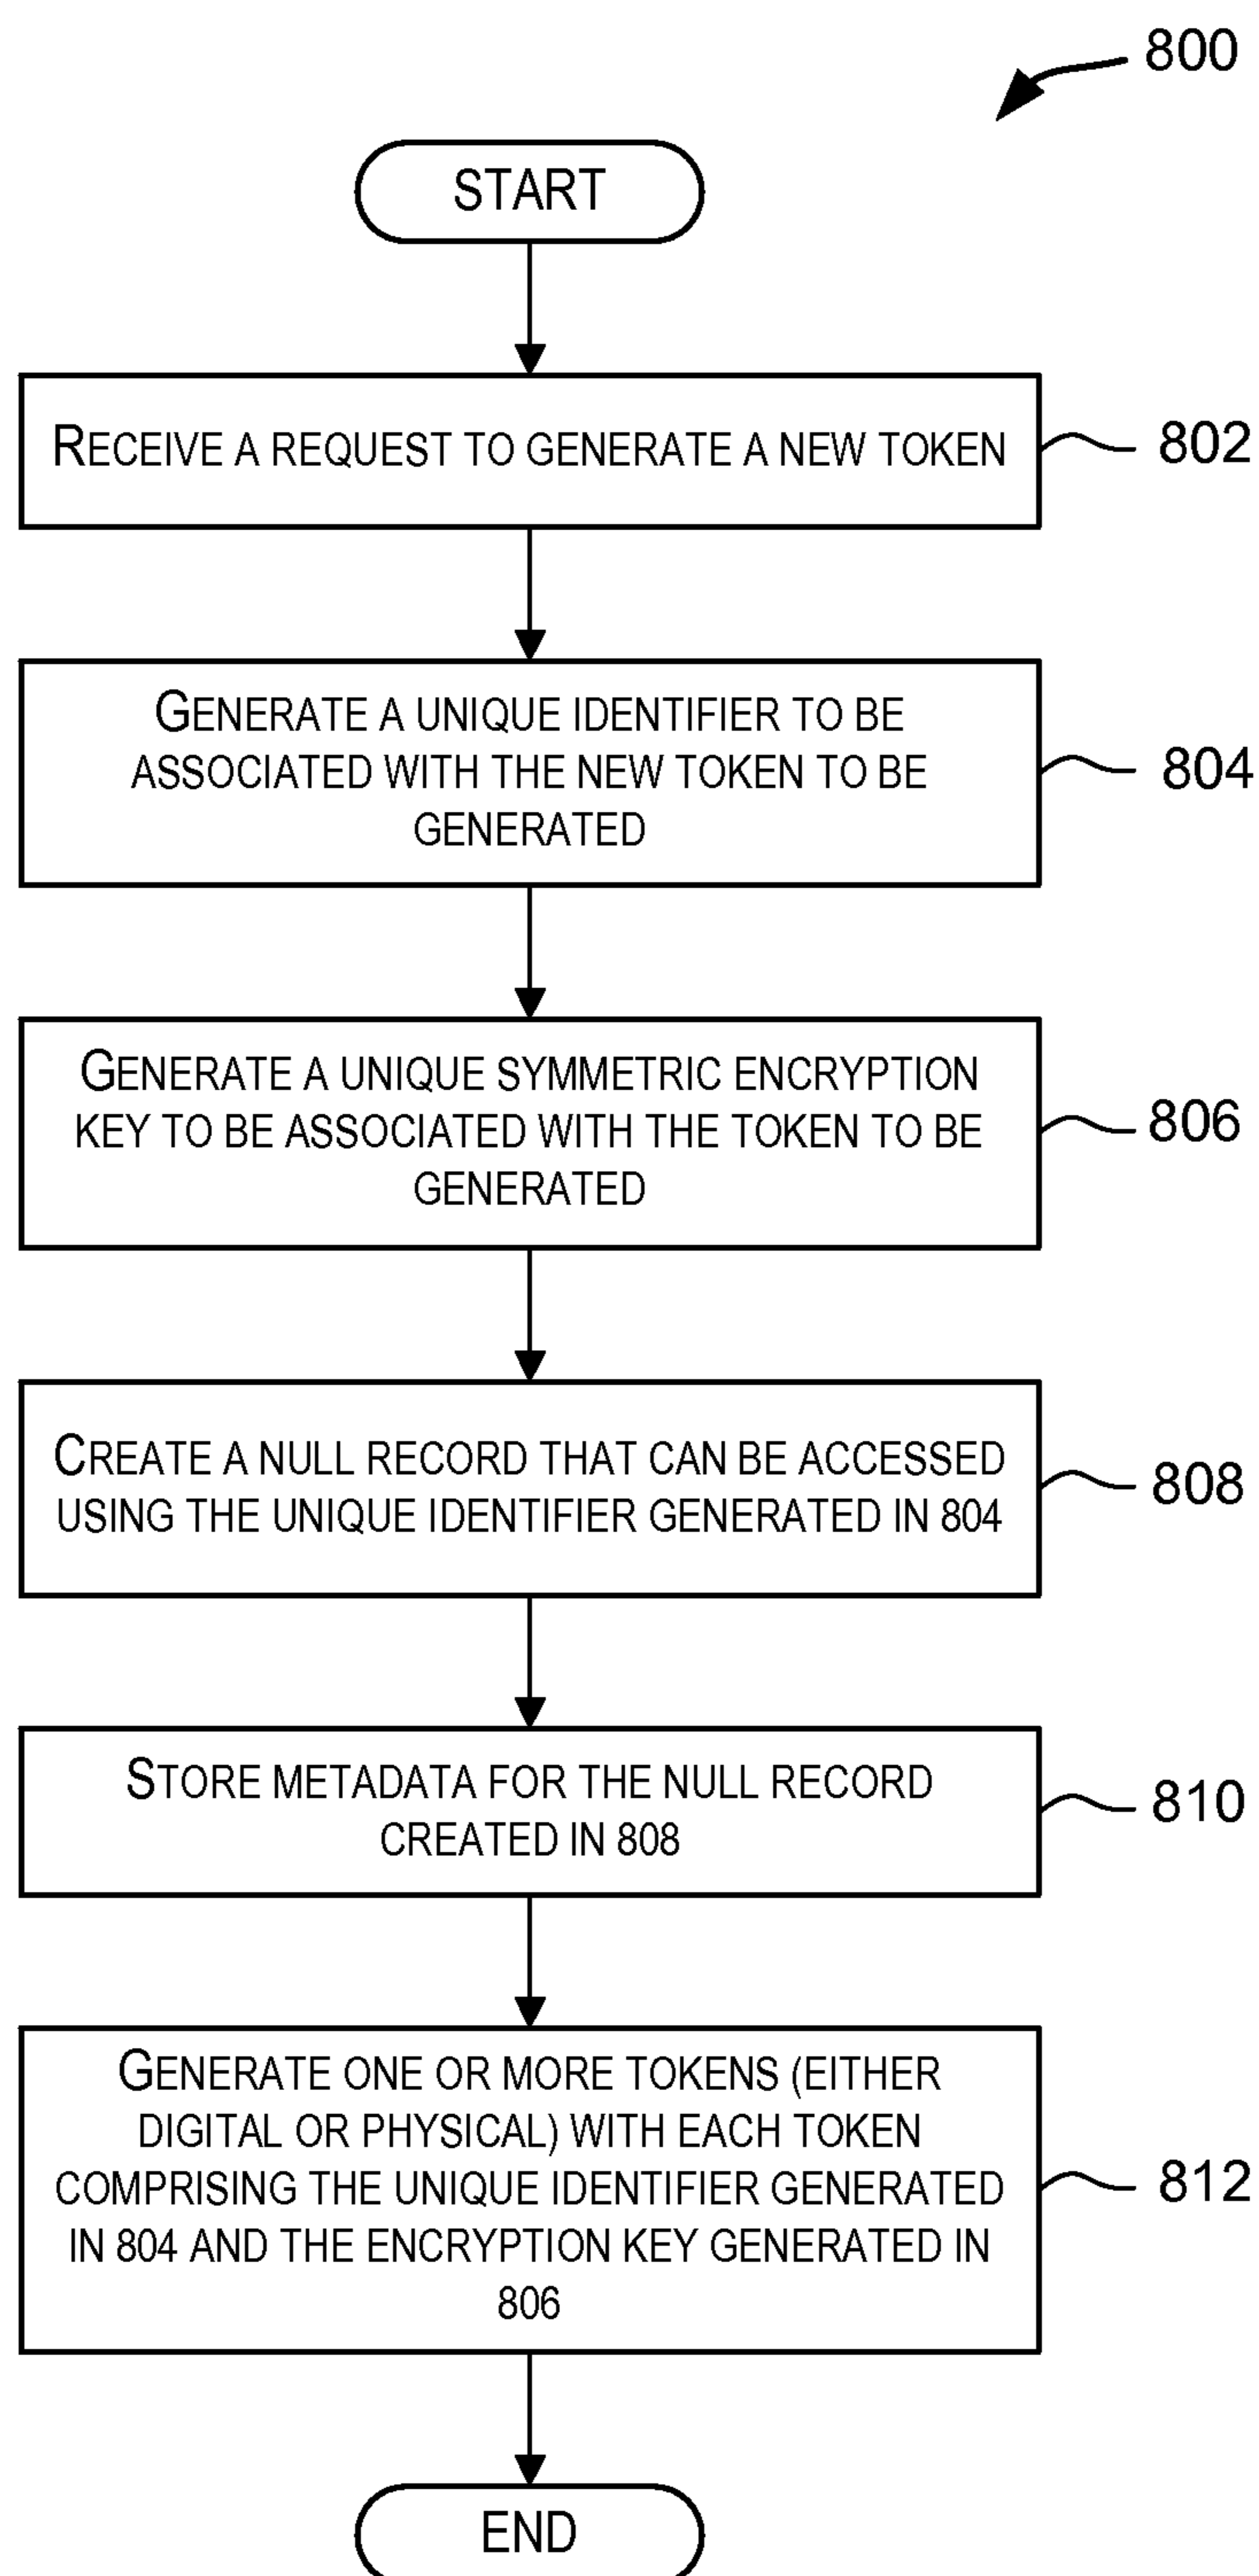 800
START
RECEIVE A REQUEST TO GENERATE A NEW TOKEN
802
GENERATE A UNIQUE IDENTIFIER TO BE
ASSOCIATED WITH THE NEW TOKEN TO BE
GENERATED
804
GENERATE A UNIQUE SYMMETRIC ENCRYPTION
KEY TO BE ASSOCIATED WITH THE TOKEN TO BE
GENERATED
806
CREATE A NULL RECORD THAT CAN BE ACCESSED
USING THE UNIQUE IDENTIFIER GENERATED IN 804
808
STORE METADATA FOR THE NULL RECORD
CREATED IN 808
810
GENERATE ONE OR MORE TOKENS (EITHER
DIGITAL OR PHYSICAL) WITH EACH TOKEN
COMPRISING THE UNIQUE IDENTIFIER GENERATED
IN 804 AND THE ENCRYPTION KEY GENERATED IN
806
812
END